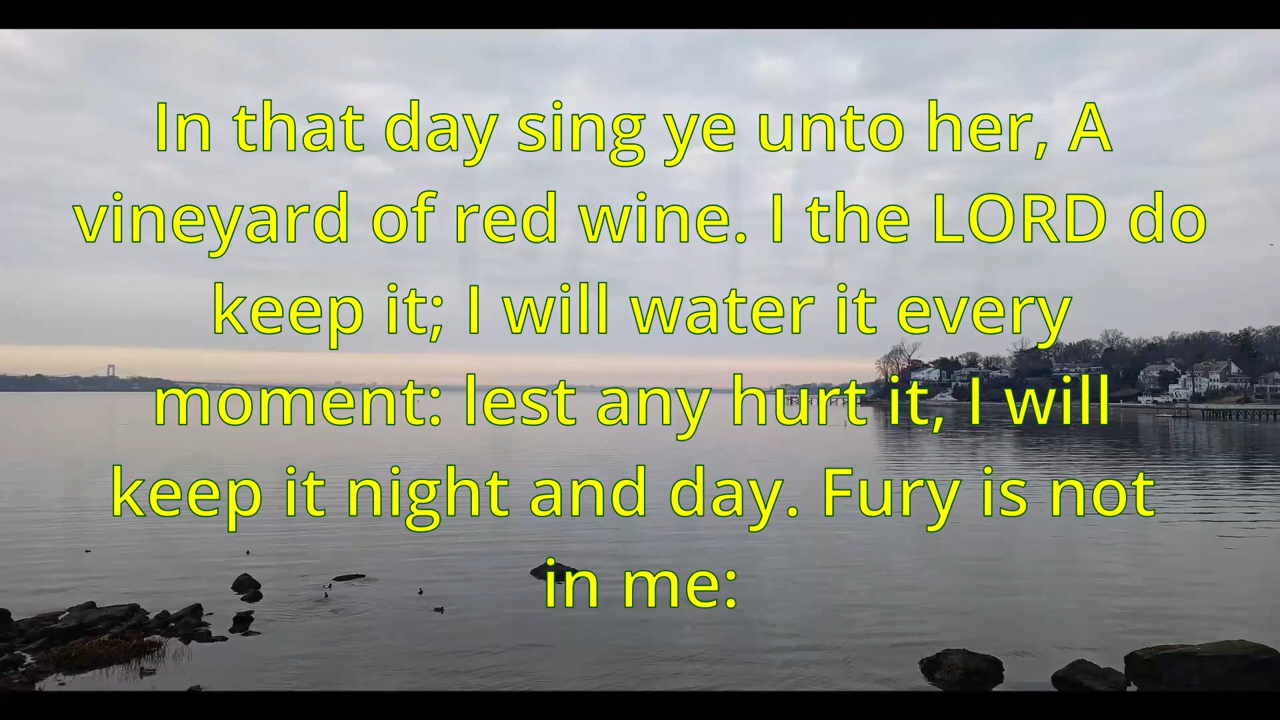 In that day sing ye unto her, A
vineyard of red wine. I the LORD do
keep it; I will water it every
moment: lest any hurt it, I will
keep it night and day. Fury is not
in me: